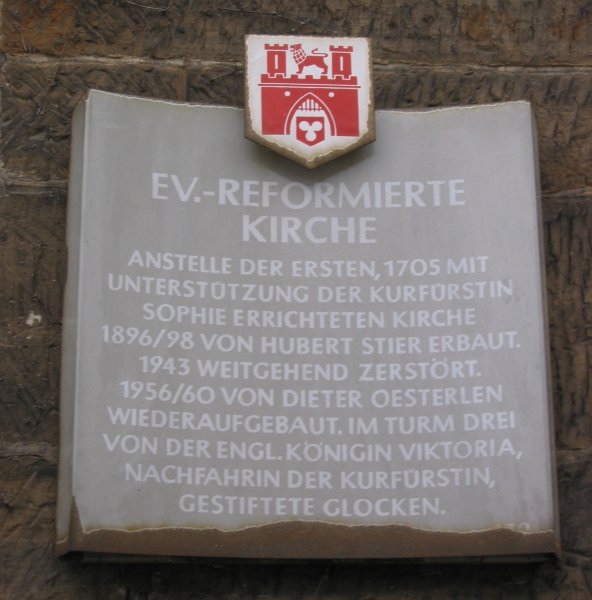 EV.-REFORMIERTE
KIRCHE
ANSTELLE DER ERSTEN, 1705 MIT
UNTERSTÜTZUNG DER KURFÜRSTIN
SOPHIE ERRICHTETEN KIRCHE
1896/98 VON HUBERT STIER ERBAUT.
1943 WEITGEHEND ZERSTÖRT.
1956/60 VON DIETER OESTERLEN
WIEDERAUFGEBAUT. IM TURM DREI
VON DER ENGL. KÖNIGIN VIKTORIA,
NACHFAHRIN DER KURFÜRSTIN,
GESTIFTETE GLOCKEN.